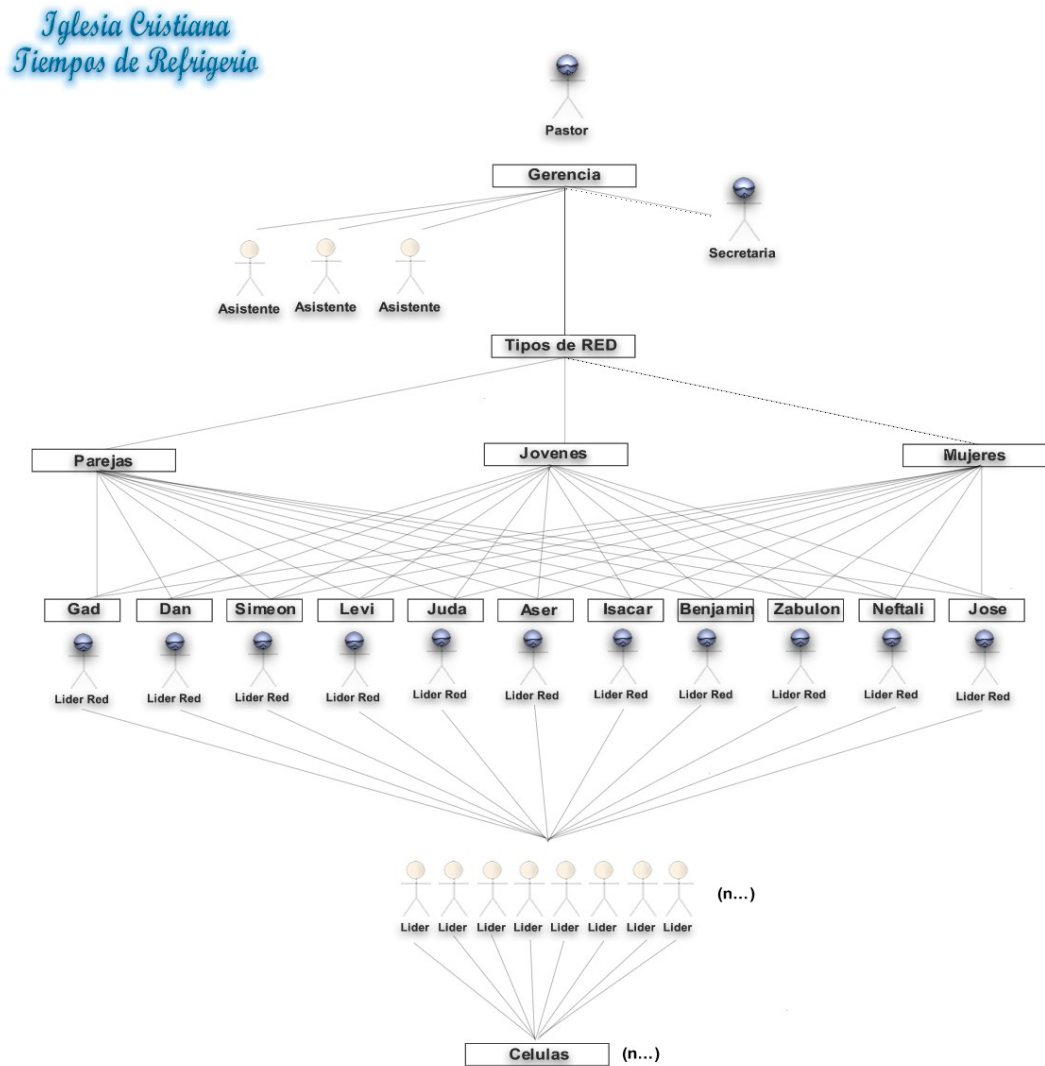 Iglesia Cristiana
Tiempos de Refrigerio
Pastor
Gerencia
Secretaria
Asistente Asistente Asistente
Tipos de RED
Parejas Jovenes Mujeres
Gad Dan Simeon Levi Juda Aser Isacar Benjamin Zabulon Neftali Jose
Lider Red Lider Red Lider Red Lider Red Lider Red Lider Red Lider Red Lider Red Lider Red Lider Red Lider Red
(n...)
Lider Lider Lider Lider Lider Lider Lider Lider
Celulas (n...)